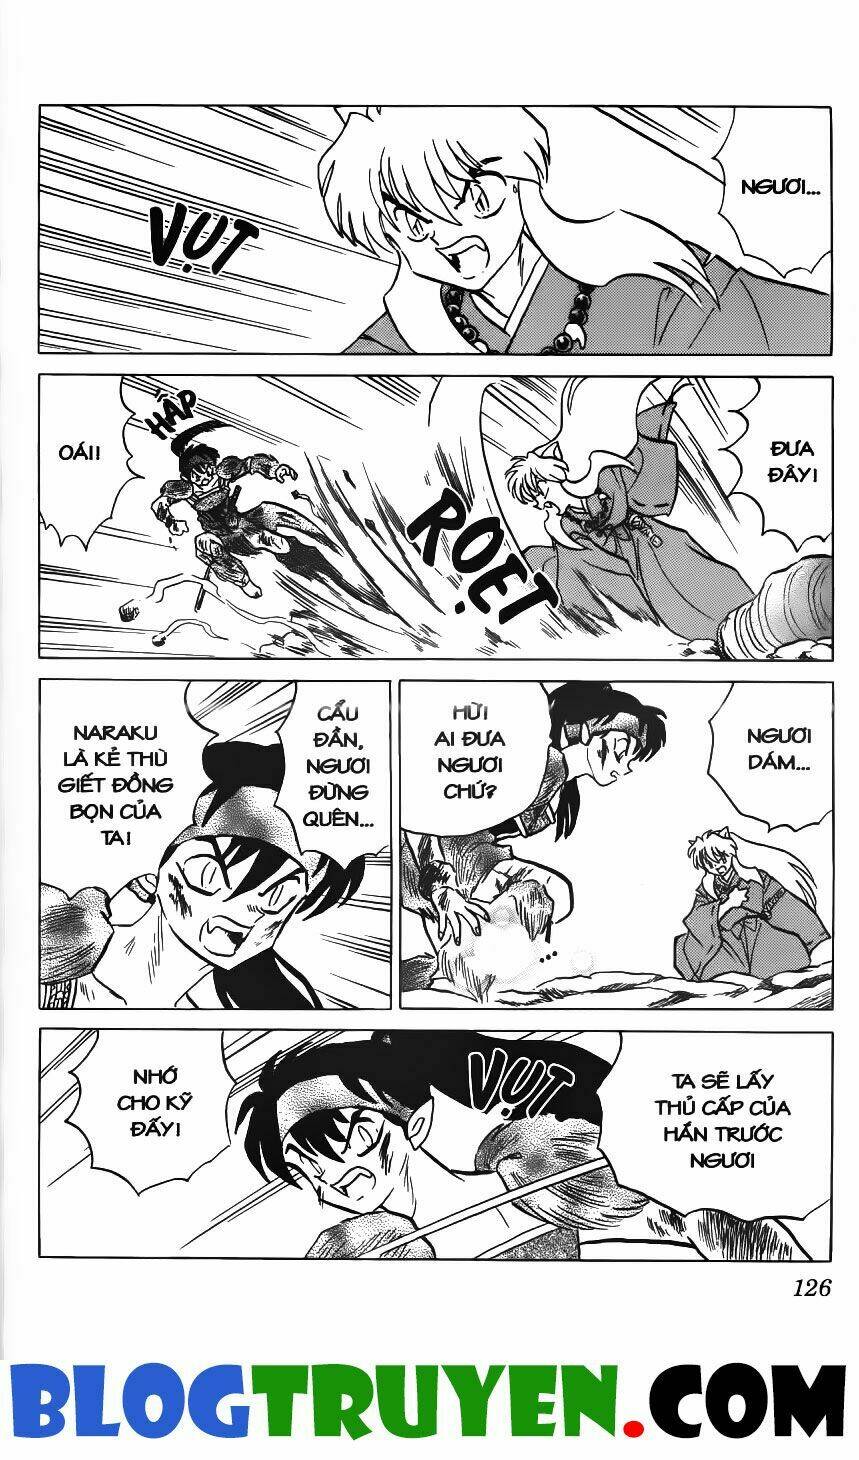 NGƯƠI...
VỤT
ĐƯA
ĐÂY!
HẤP
OÁI!
ROẸT
NGƯƠI
DÁM...
HỪ!
AI ĐƯA
NGƯƠI
CHỨ?
...
CẨU
ĐẦN,
NGƯƠI
ĐỪNG
QUÊN...
NARAKU
LÀ KẺ THÙ
GIẾT ĐỒNG
BỌN CỦA
TA!
TA SẼ LẤY
THỦ CẤP CỦA
HẮN TRƯỚC
NGƯƠI
VỤT
NHỚ
CHO KỸ
ĐẤY!
126
BLOGTRUYEN.COM